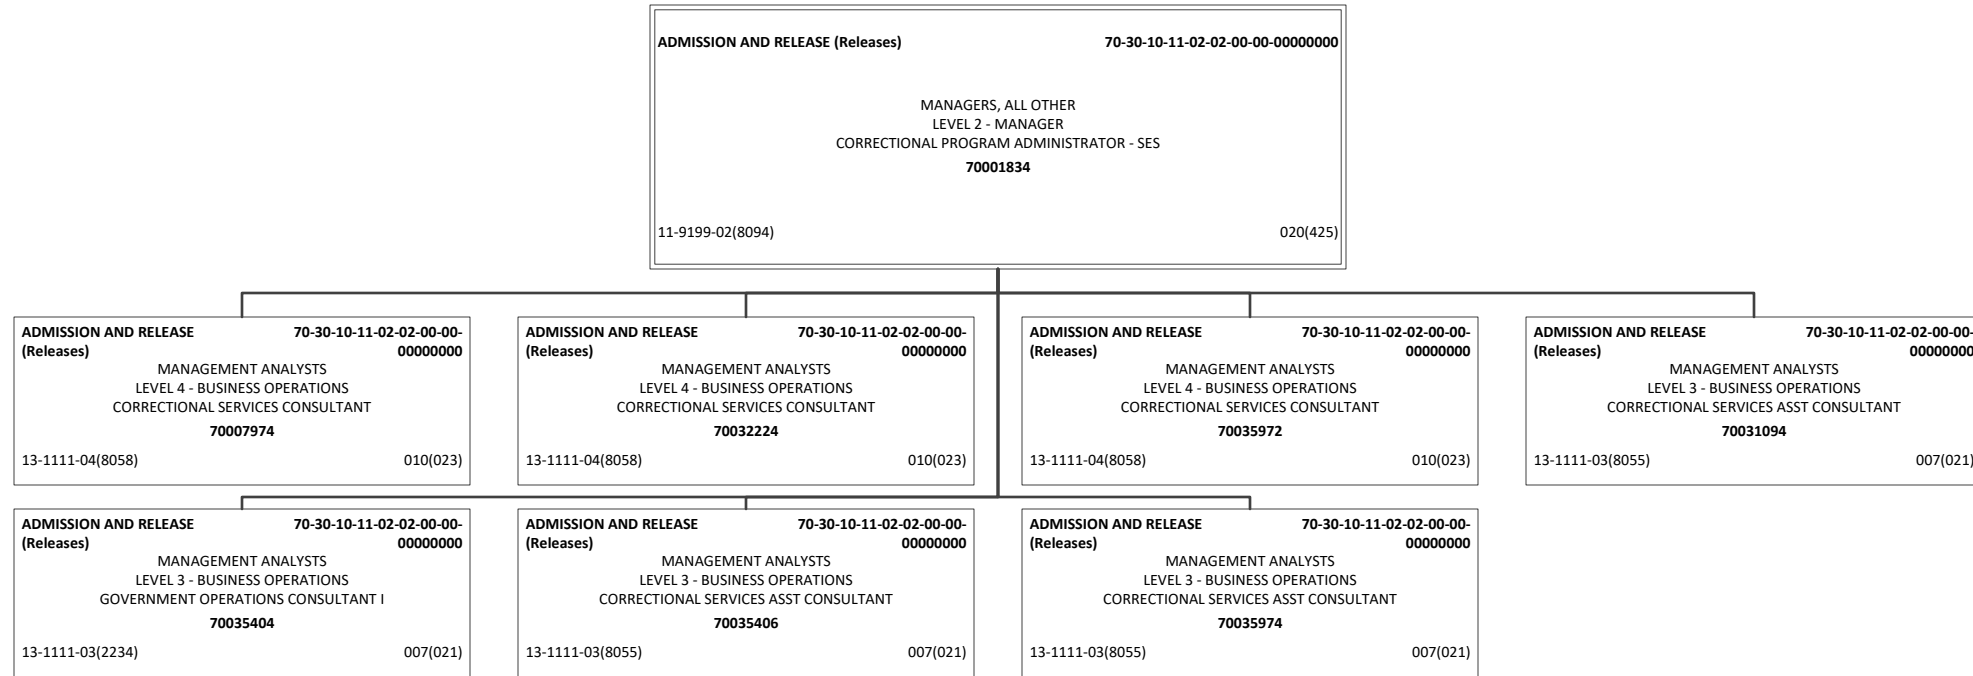 ADMISSION AND RELEASE (Releases) 70-30-10-11-02-02-00-00-00000000
MANAGERS, ALL OTHER
LEVEL 2 - MANAGER
CORRECTIONAL PROGRAM ADMINISTRATOR - SES
70001834
11-9199-02(8094) 020(425)
ADMISSION AND RELEASE 70-30-10-11-02-02-00-00-
(Releases) 00000000
MANAGEMENT ANALYSTS
LEVEL 4 - BUSINESS OPERATIONS
CORRECTIONAL SERVICES CONSULTANT
70007974
13-1111-04(8058) 010(023)
ADMISSION AND RELEASE 70-30-10-11-02-02-00-00-
(Releases) 00000000
MANAGEMENT ANALYSTS
LEVEL 4 - BUSINESS OPERATIONS
CORRECTIONAL SERVICES CONSULTANT
70032224
13-1111-04(8058) 010(023)
ADMISSION AND RELEASE 70-30-10-11-02-02-00-00-
(Releases) 00000000
MANAGEMENT ANALYSTS
LEVEL 4 - BUSINESS OPERATIONS
CORRECTIONAL SERVICES CONSULTANT
70035972
13-1111-04(8058) 010(023)
ADMISSION AND RELEASE 70-30-10-11-02-02-00-00-
(Releases) 00000000
MANAGEMENT ANALYSTS
LEVEL 3 - BUSINESS OPERATIONS
CORRECTIONAL SERVICES ASST CONSULTANT
70031094
13-1111-03(8055) 007(021)
ADMISSION AND RELEASE 70-30-10-11-02-02-00-00-
(Releases) 00000000
MANAGEMENT ANALYSTS
LEVEL 3 - BUSINESS OPERATIONS
GOVERNMENT OPERATIONS CONSULTANT I
70035404
13-1111-03(2234) 007(021)
ADMISSION AND RELEASE 70-30-10-11-02-02-00-00-
(Releases) 00000000
MANAGEMENT ANALYSTS
LEVEL 3 - BUSINESS OPERATIONS
CORRECTIONAL SERVICES ASST CONSULTANT
70035406
13-1111-03(8055) 007(021)
ADMISSION AND RELEASE 70-30-10-11-02-02-00-00-
(Releases) 00000000
MANAGEMENT ANALYSTS
LEVEL 3 - BUSINESS OPERATIONS
CORRECTIONAL SERVICES ASST CONSULTANT
70035974
13-1111-03(8055) 007(021)